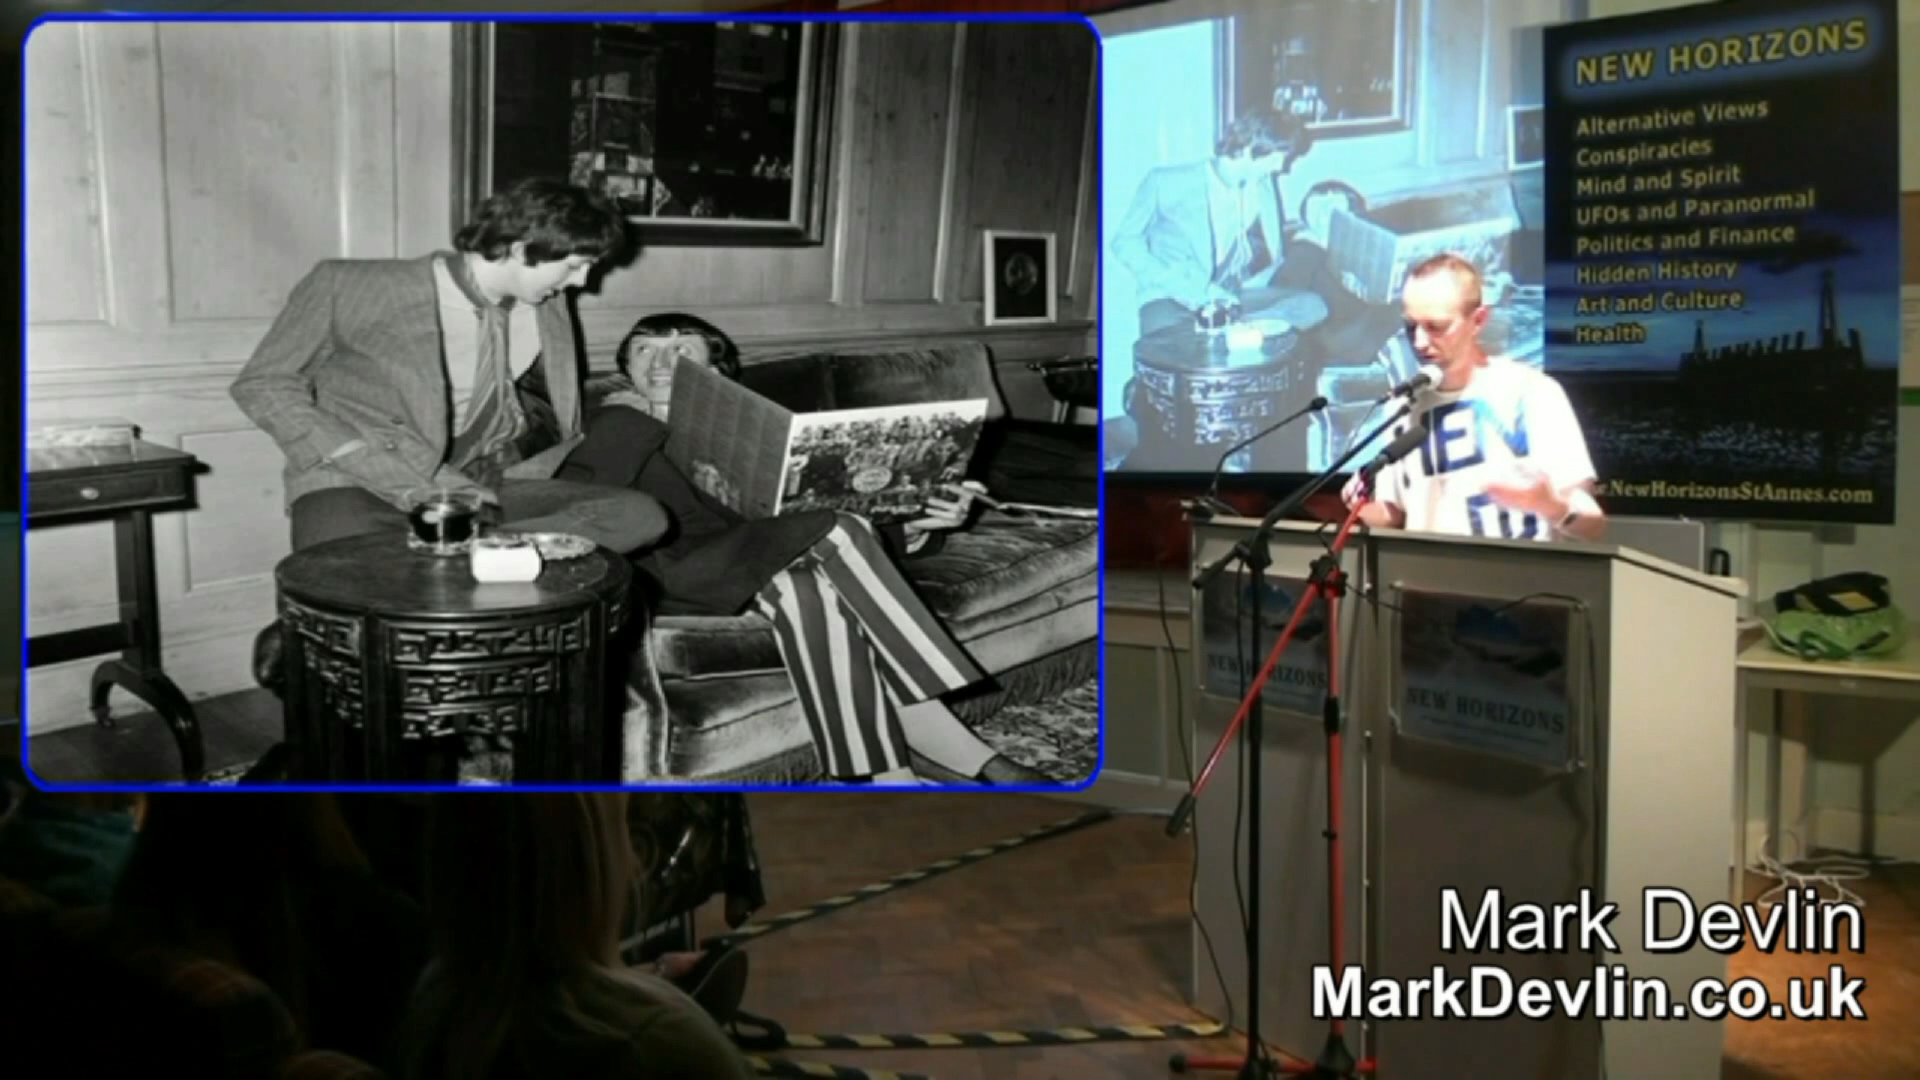 NEW HORIZONS
Alternative Views
Conspiracies
Mind and Spirit
UFOs and Paranormal
Politics and Finance
Hidden History
Art and Culture
Health
NewHorizonsStAnnes.com
NEW HORIZONS
NEW HORIZONS
Mark Devlin
MarkDevlin.co.uk